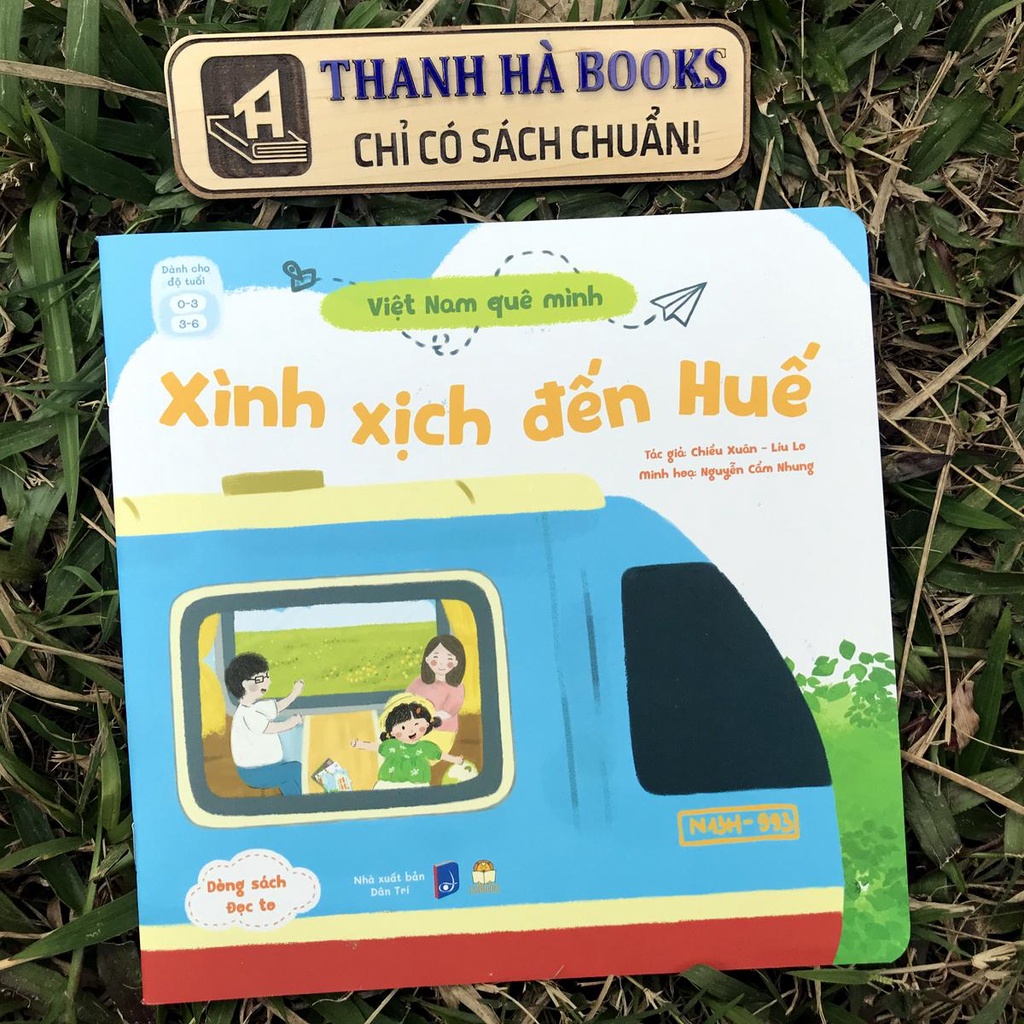 THANH HÀ BOOKS
CHỈ CÓ SÁCH CHUẨN!
Dành cho
độ tuổi
0-3
3-6
Việt Nam quê mình
Xình xịch đến Huế
Tác giả: Chiều Xuân - Líu Lo
Minh hoạ: Nguyễn Cẩm Nhung
Dòng sách
Đọc to
Nhà xuất bản
Dân Trí